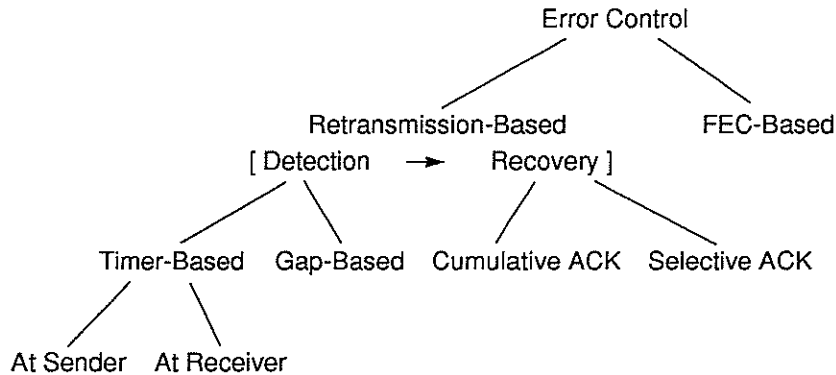 Error Control
Retransmission-Based FEC-Based
[ Detection → Recovery ]
Timer-Based Gap-Based Cumulative ACK Selective ACK
At Sender At Receiver